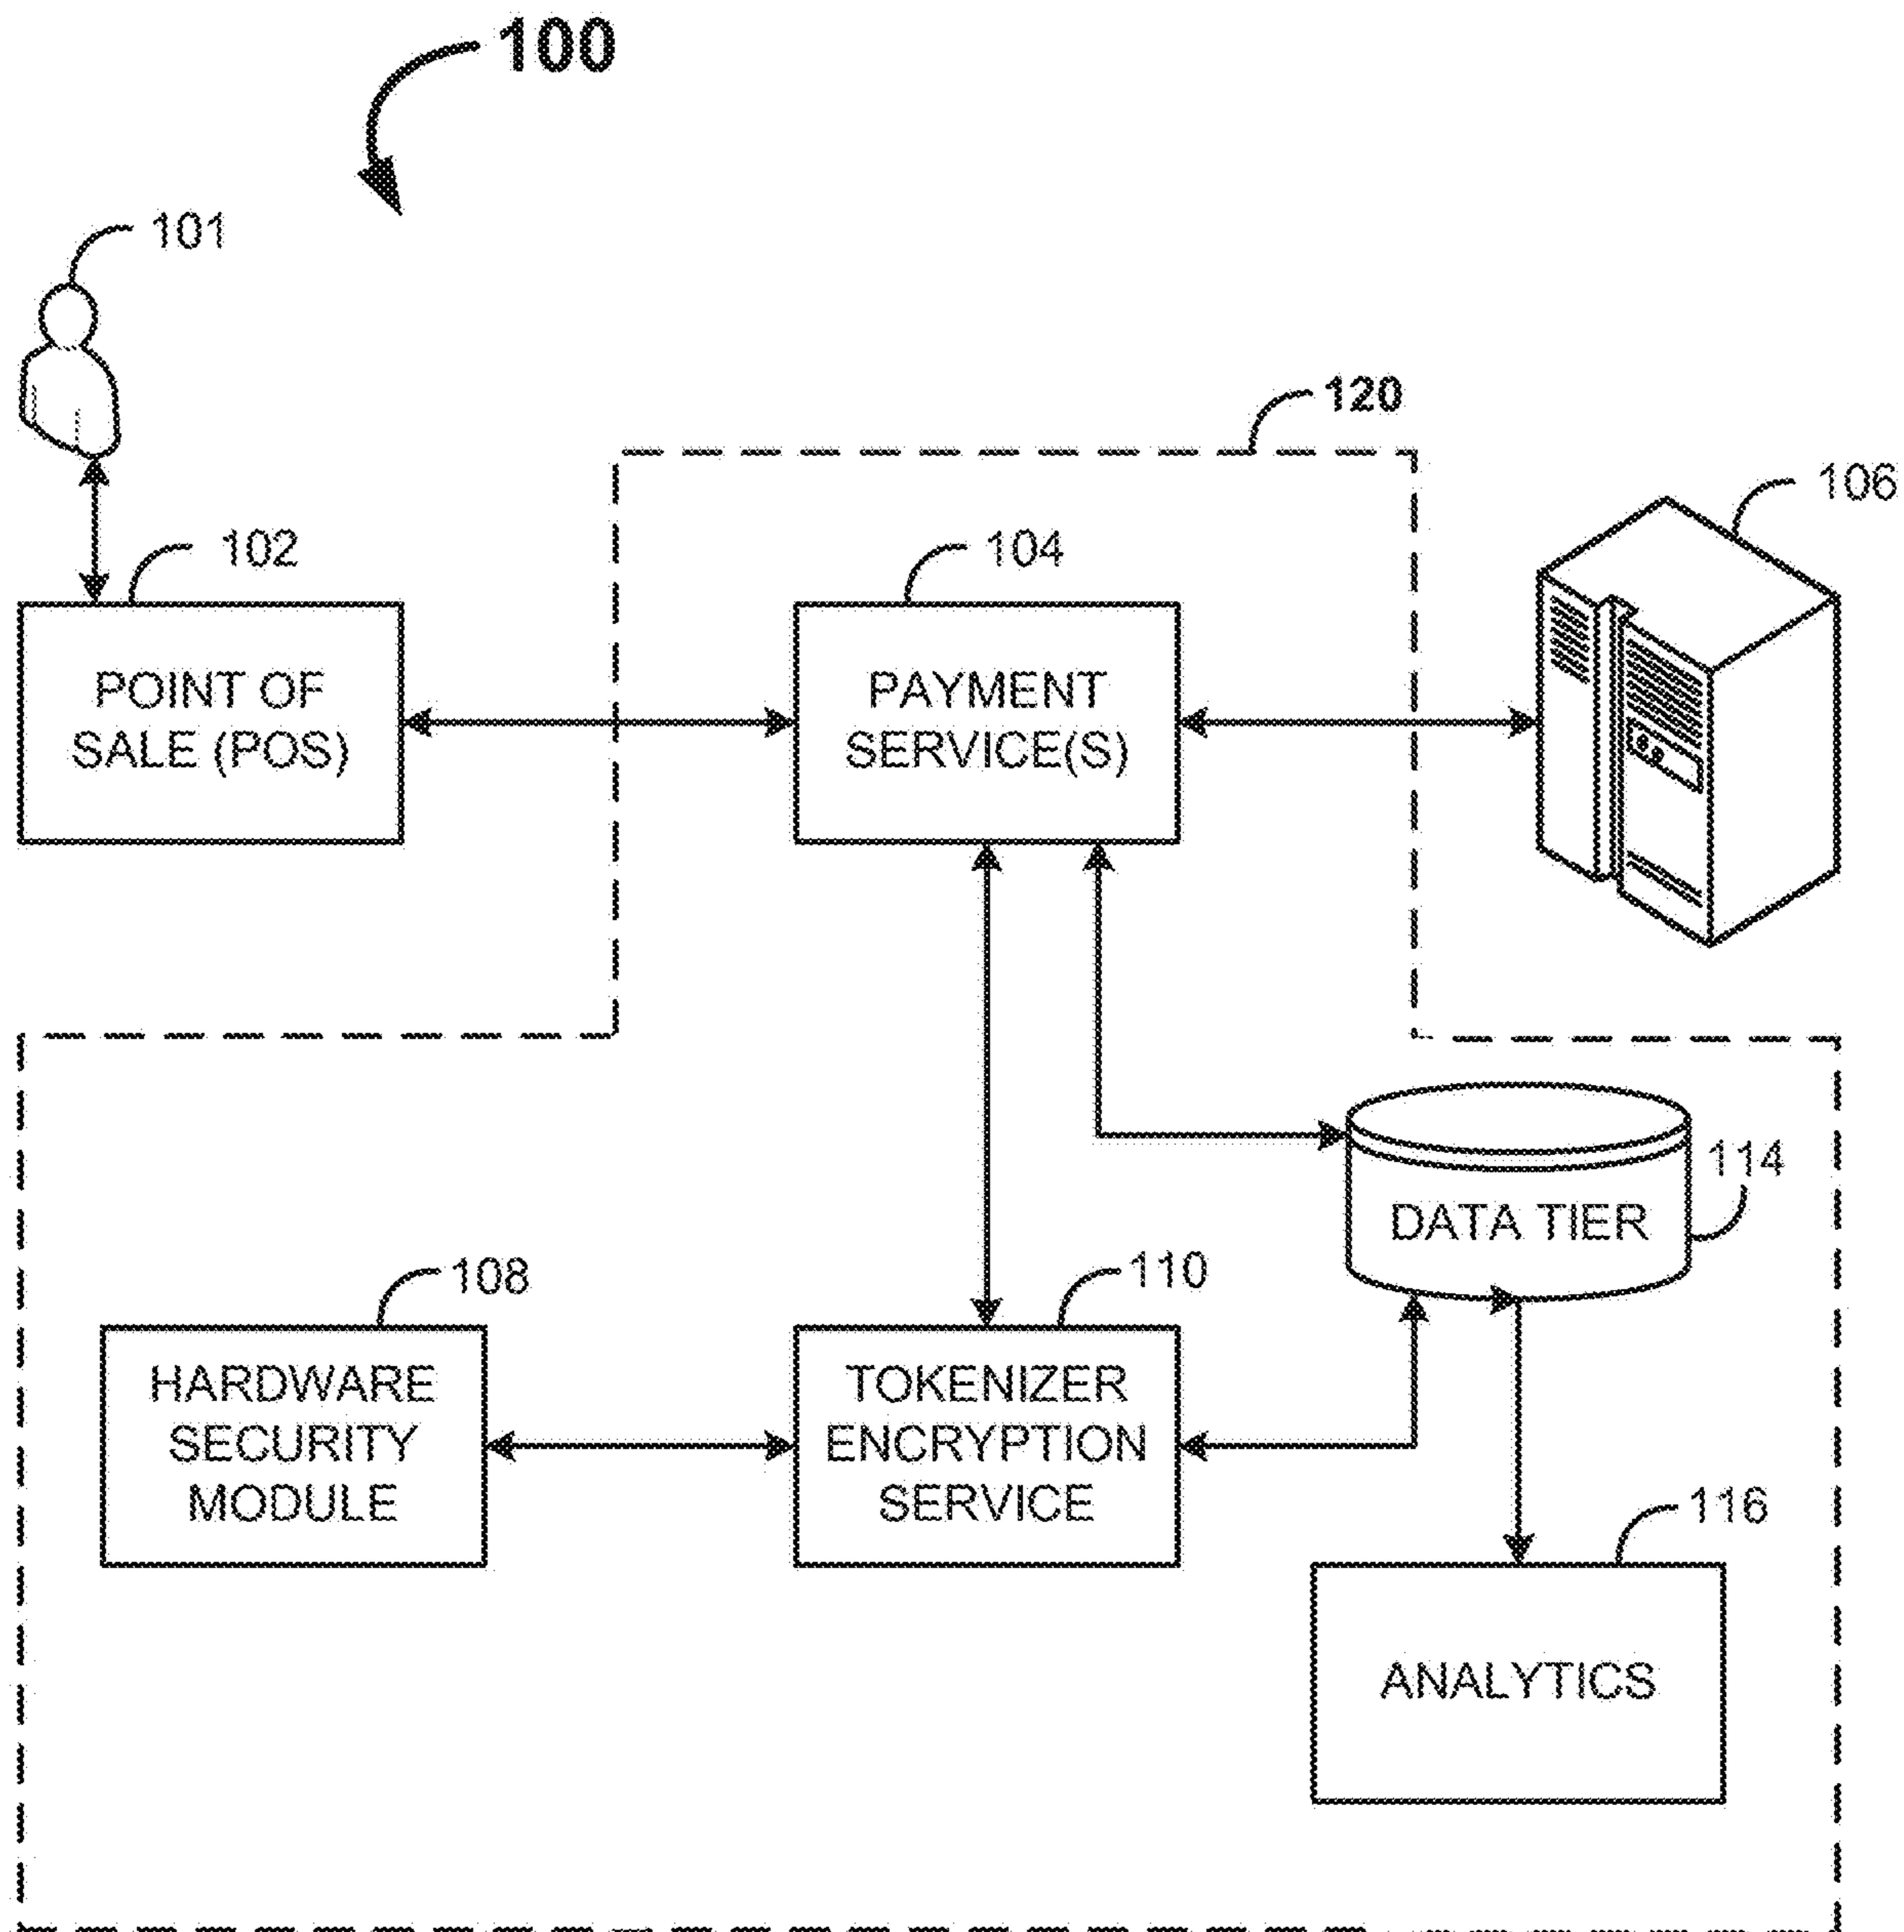 100
101
120
106
102
104
POINT OF
SALE (POS)
PAYMENT
SERVICE(S)
114
DATA TIER
108
110
HARDWARE
SECURITY
MODULE
TOKENIZER
ENCRYPTION
SERVICE
116
ANALYTICS